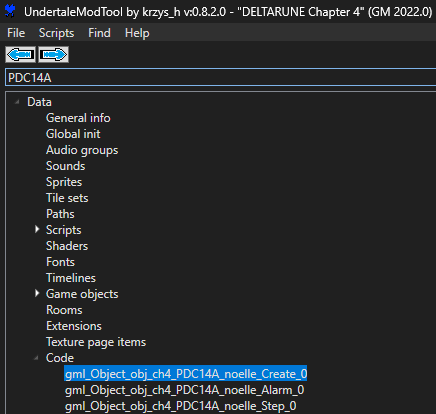 UndertaleModTool by krzys_h v:0.8.2.0 - "DELTARUNE Chapter 4" (GM 2022.0)
File Scripts Find Help
PDC14A
Data
General info
Global init
Audio groups
Sounds
Sprites
Tile sets
Paths
Scripts
Shaders
Fonts
Timelines
Game objects
Rooms
Extensions
Texture page items
Code
gml_Object_obj_ch4_PDC14A_noelle_Create_0
gml_Object_obj_ch4_PDC14A_noelle_Alarm_0
gml_Object_obj_ch4_PDC14A_noelle_Step_0